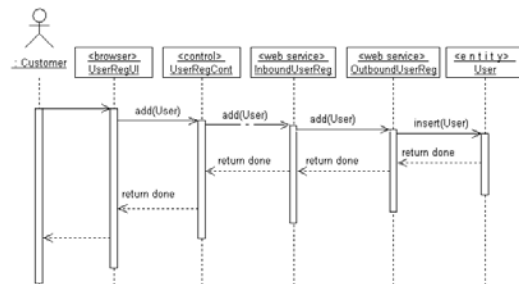 <browser>
<control>
<web service>
<web service>
<entity>
: Customer
UserRegUI
UserRegCont
InboundUserReg
OutboundUserReg
User
add(User)
add(User)
add(User)
insert(User)
return done
return done
return done
return done